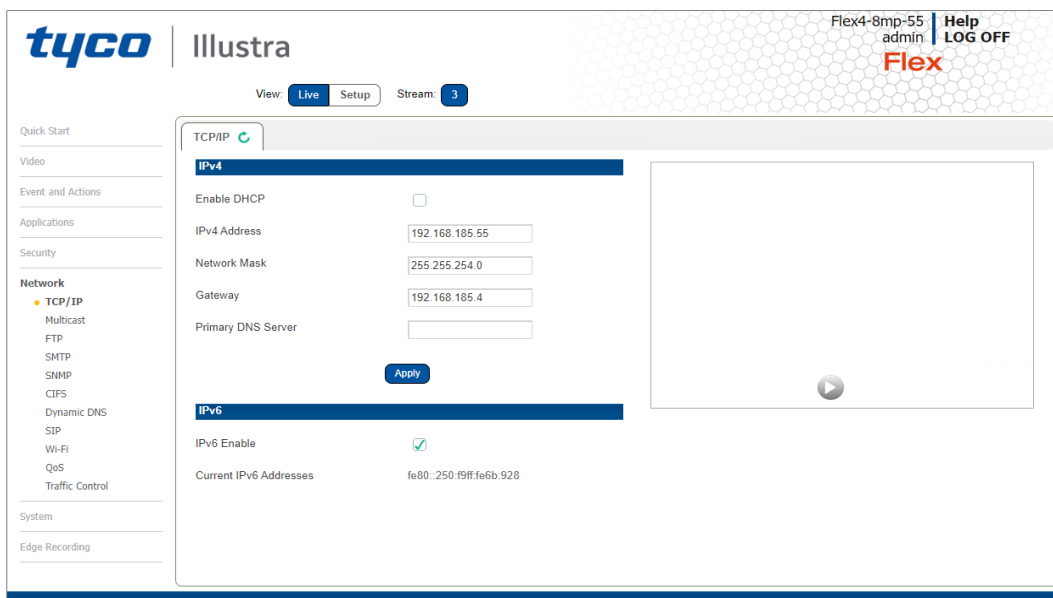 tyco Illustra
Flex4-8mp-55 Help
admin LOG OFF
Flex
View: Live Setup Stream: 3
Quick Start
Video
Event and Actions
Applications
Security
Network
TCP/IP
Multicast
FTP
SMTP
SNMP
CIFS
Dynamic DNS
SIP
Wi-Fi
QoS
Traffic Control
System
Edge Recording
TCP/IP
IPv4
Enable DHCP
IPv4 Address 192.168.185.55
Network Mask 255.255.254.0
Gateway 192.168.185.4
Primary DNS Server
Apply
IPv6
IPv6 Enable
Current IPv6 Addresses fe80::250:f9ff:fe6b:928